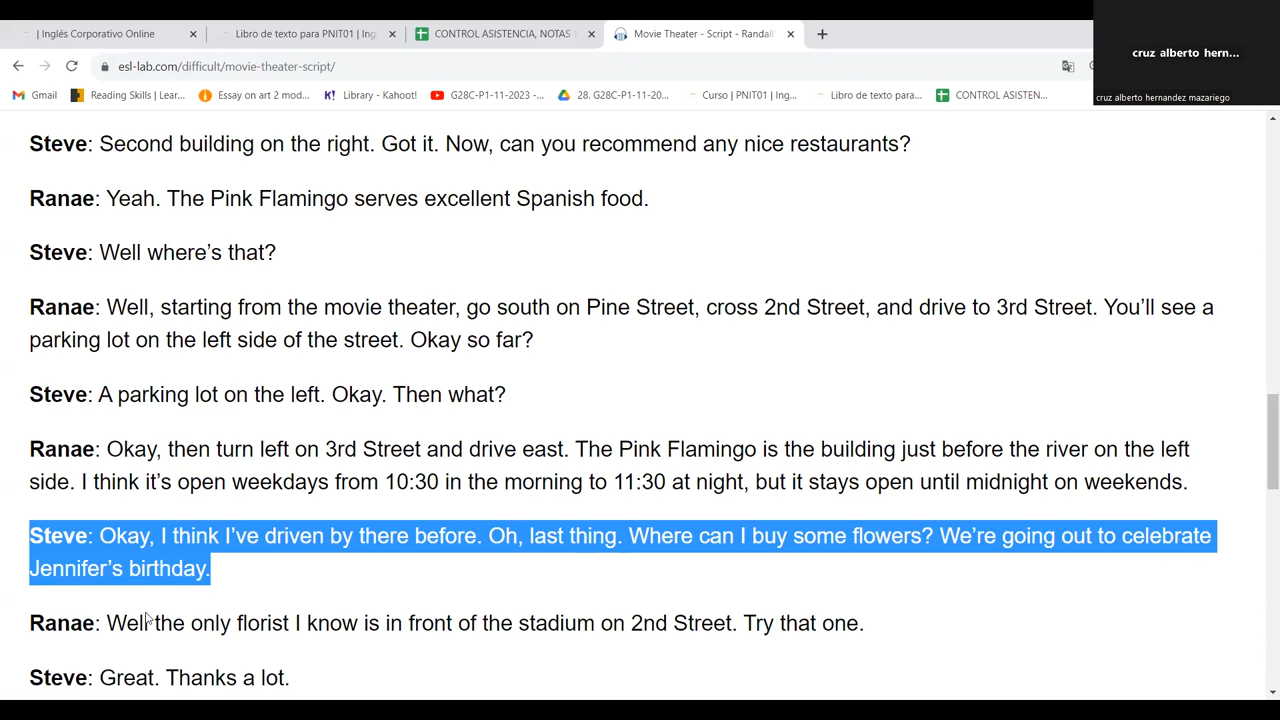 | Inglés Corporativo Online
Libro de texto para PNIT01 | Ing
CONTROL ASISTENCIA, NOTAS
Movie Theater - Script - Randall
cruz alberto hern...
esl-lab.com/difficult/movie-theater-script/
Gmail
Reading Skills | Lear...
Essay on art 2 mod...
Library - Kahoot!
G28C-P1-11-2023 -...
28. G28C-P1-11-20...
Curso | PNIT01 | Ing...
Libro de texto para...
CONTROL ASISTEN...
cruz alberto hernandez mazariego
Steve: Second building on the right. Got it. Now, can you recommend any nice restaurants?
Ranae: Yeah. The Pink Flamingo serves excellent Spanish food.
Steve: Well where’s that?
Ranae: Well, starting from the movie theater, go south on Pine Street, cross 2nd Street, and drive to 3rd Street. You’ll see a
parking lot on the left side of the street. Okay so far?
Steve: A parking lot on the left. Okay. Then what?
Ranae: Okay, then turn left on 3rd Street and drive east. The Pink Flamingo is the building just before the river on the left
side. I think it’s open weekdays from 10:30 in the morning to 11:30 at night, but it stays open until midnight on weekends.
Steve: Okay, I think I’ve driven by there before. Oh, last thing. Where can I buy some flowers? We’re going out to celebrate
Jennifer’s birthday.
Ranae: Well the only florist I know is in front of the stadium on 2nd Street. Try that one.
Steve: Great. Thanks a lot.